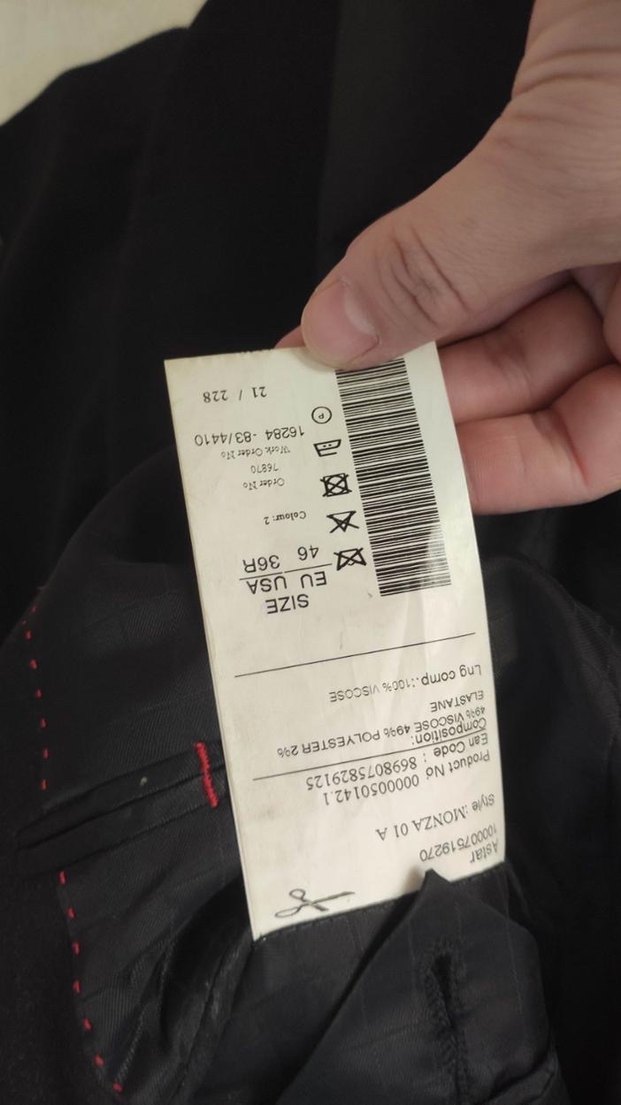 Astar
10007519270
Style :MONZA 01 A
Product No 0000050142.1
Ean Code : 8698075829125
Composition:
49% VISCOSE 49% POLYESTER 2%
ELASTANE
Lng comp.:100% VISCOSE
SIZE
EU USA
46 36R
Colour: 2
Order No
76870
Work Order No
16284 - 83/4410
P
21 / 228